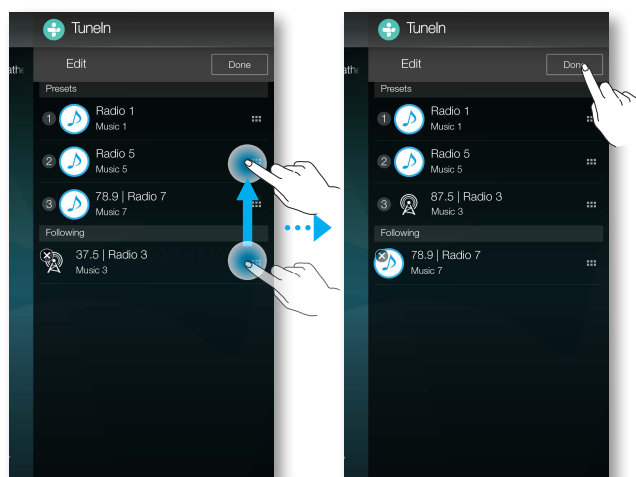 TuneIn
Edit
Done
Presets
1
Radio 1
Music 1
2
Radio 5
Music 5
3
78.9 | Radio 7
Music 7
Following
37.5 | Radio 3
Music 3
TuneIn
Edit
Presets
1
Radio 1
Music 1
2
Radio 5
Music 5
3
87.5 | Radio 3
Music 3
Following
78.9 | Radio 7
Music 7